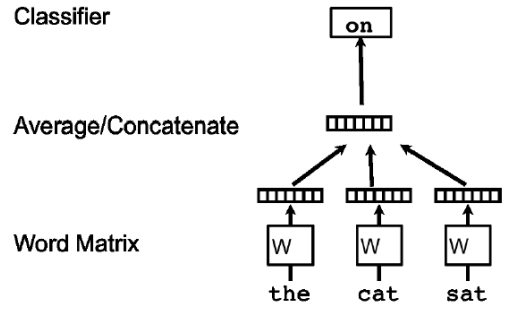 Classifier
on
Average/Concatenate
Word Matrix
W W W
the cat sat